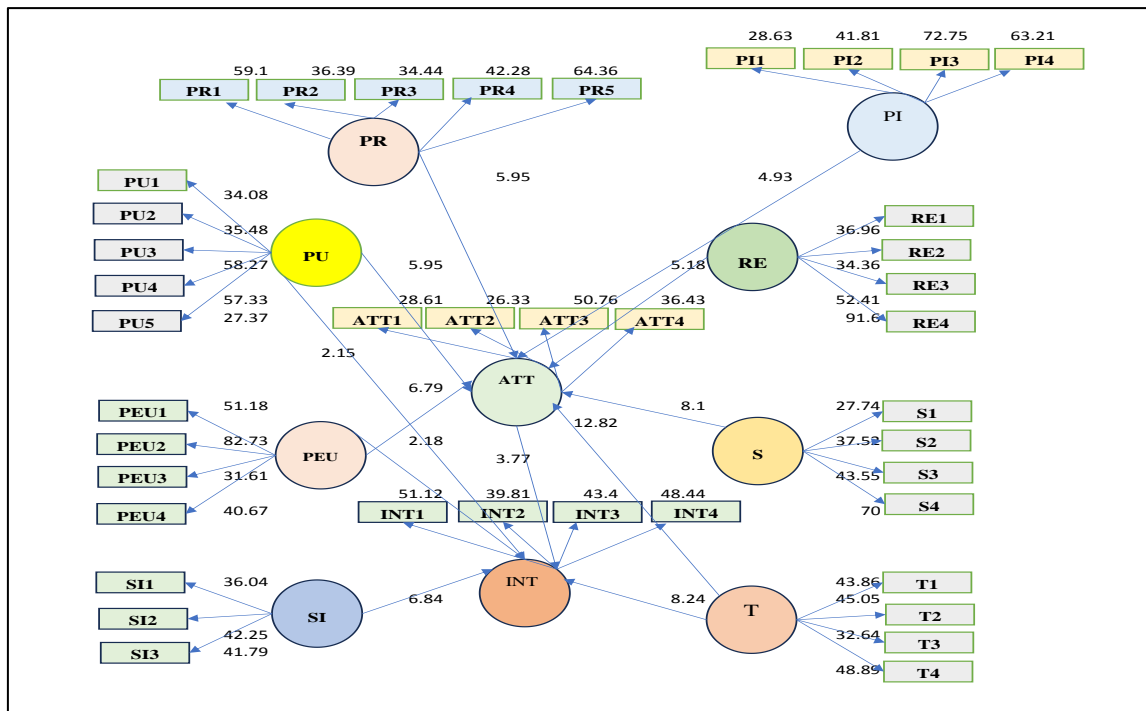 28.63 41.81 72.75 63.21
PI1 PI2 PI3 PI4
59.1 36.39 34.44 42.28 64.36
PR1 PR2 PR3 PR4 PR5
PR
PI
5.95
4.93
PU1
34.08
PU2
35.48
PU3
58.27
PU4
57.33
PU5
27.37
PU
5.95
RE
5.18
36.96
RE1
RE2
34.36
RE3
52.41
91.6
RE4
28.61 26.33 50.76 36.43
ATT1 ATT2 ATT3 ATT4
2.15
ATT
6.79
8.1
12.82
2.18
3.77
PEU1
51.18
PEU2
82.73
PEU3
31.61
PEU4
40.67
PEU
S
27.74
S1
37.52
S2
43.55
S3
70
S4
51.12 39.81 43.4 48.44
INT1 INT2 INT3 INT4
INT
SI1
36.04
SI2
42.25
SI3
41.79
SI
6.84
8.24
T
43.86
T1
45.05
T2
32.64
T3
48.89
T4